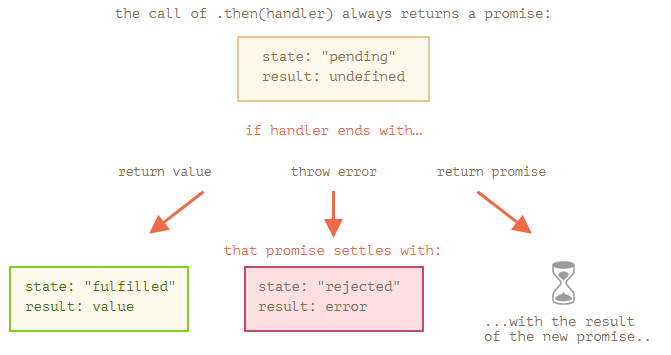 the call of .then(handler) always returns a promise:
state: "pending"
result: undefined
if handler ends with…
return value
throw error
return promise
that promise settles with:
state: "fulfilled"
result: value
state: "rejected"
result: error
...with the result
of the new promise..